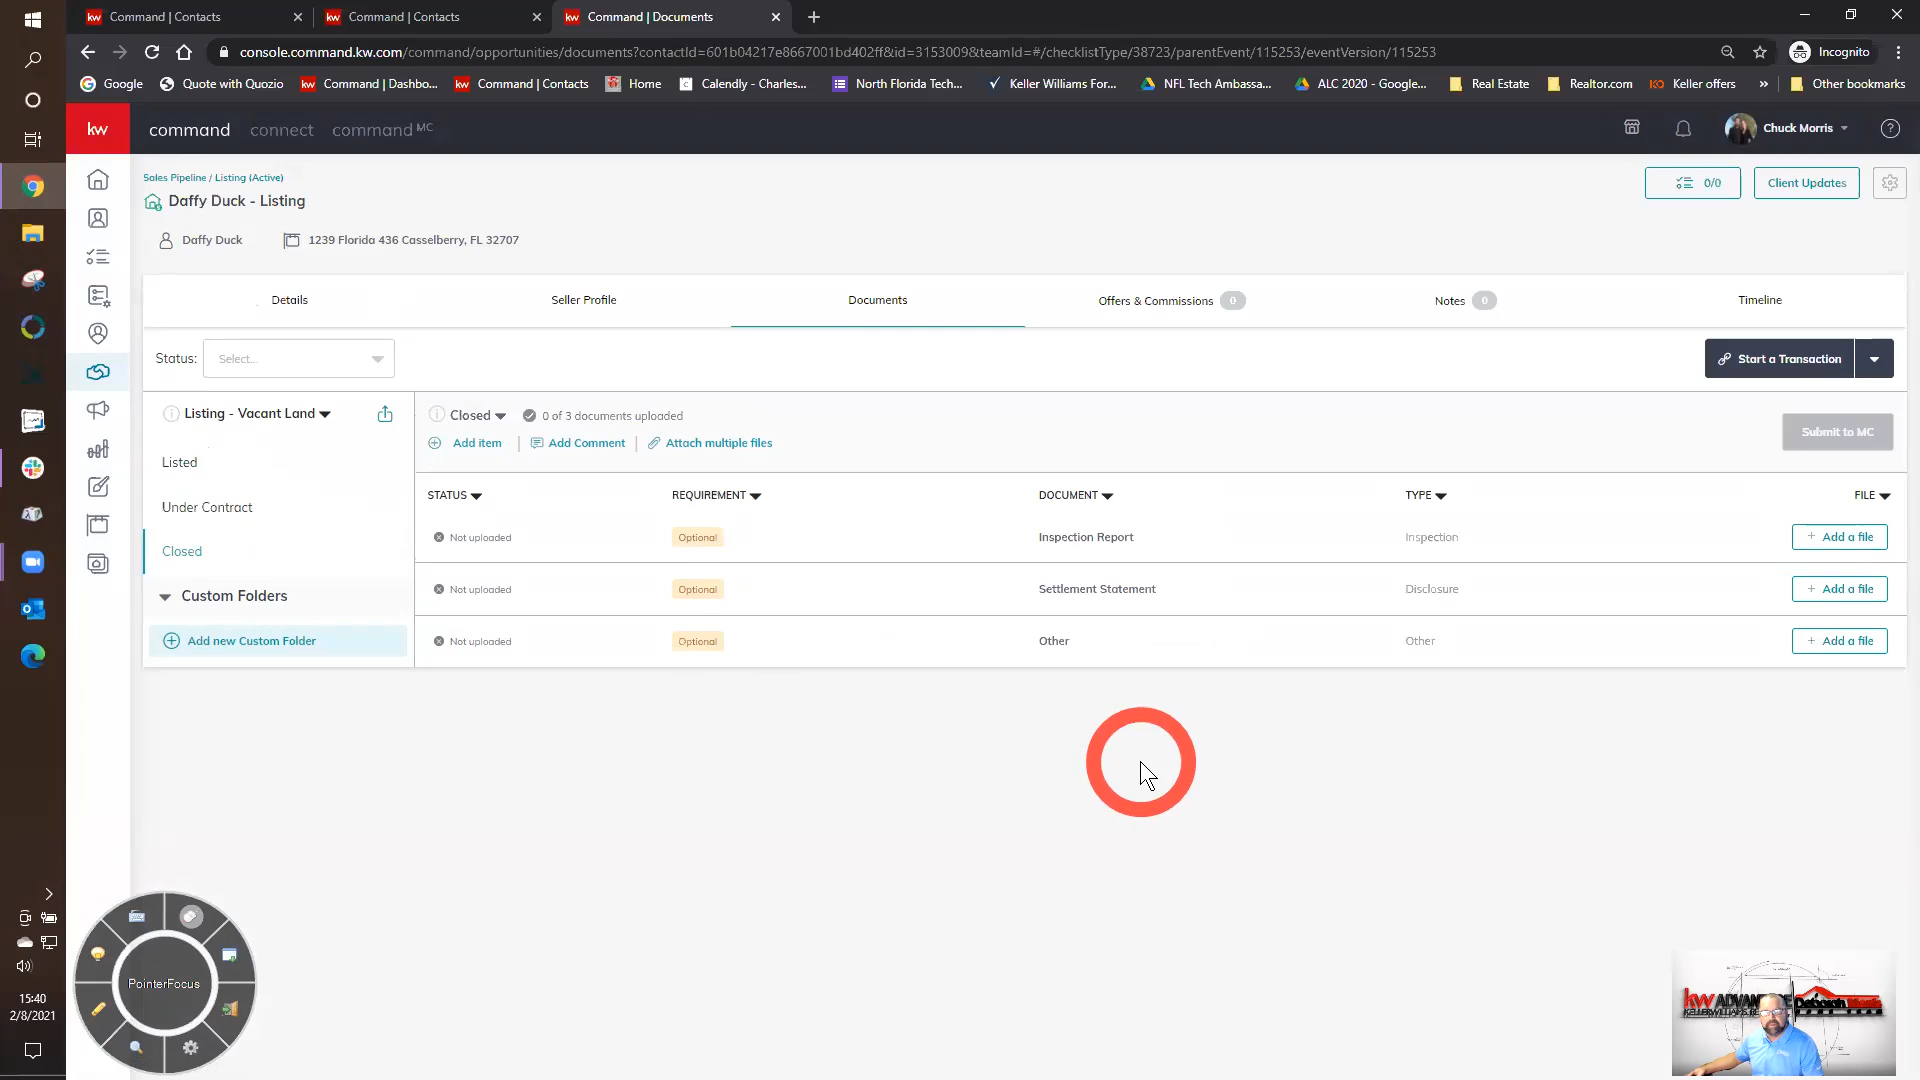 Command | Contacts
Command | Contacts
Command | Documents
console.command.kw.com/command/opportunities/documents?contactId=601b04217e8667001bd402ff&id=3153009&teamId=#/checklistType/38723/parentEvent/115253/eventVersion/115253
Incognito
Google
Quote with Quozio
Command | Dashbo...
Command | Contacts
Home
Calendly - Charles...
North Florida Tech...
Keller Williams For...
NFL Tech Ambassa...
ALC 2020 - Google...
Real Estate
Realtor.com
Keller offers
Other bookmarks
kw
command
connect
command MC
Chuck Morris
Sales Pipeline / Listing (Active)
Daffy Duck - Listing
0/0
Client Updates
Daffy Duck
1239 Florida 436 Casselberry, FL 32707
Details
Seller Profile
Documents
Offers & Commissions 0
Notes 0
Timeline
Status: Select...
Start a Transaction
Listing - Vacant Land
Listed
Under Contract
Closed
Custom Folders
Add new Custom Folder
Closed
0 of 3 documents uploaded
Add item
Add Comment
Attach multiple files
Submit to MC
STATUS REQUIREMENT DOCUMENT TYPE FILE
Not uploaded Optional Inspection Report Inspection + Add a file
Not uploaded Optional Settlement Statement Disclosure + Add a file
Not uploaded Optional Other Other + Add a file
PointerFocus
15:40
2/8/2021